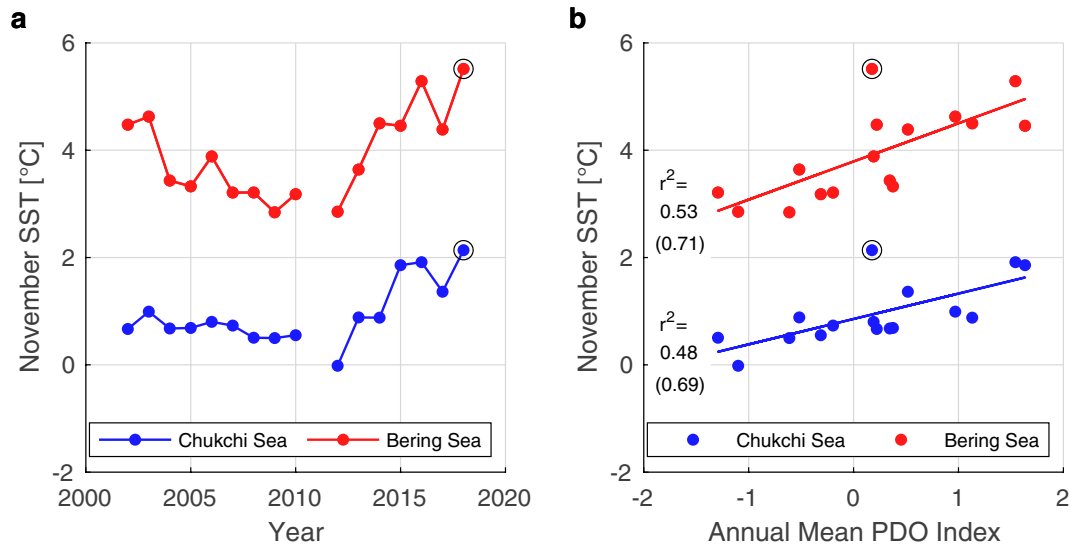 a
November SST [°C]
6
4
2
0
-2
2000 2005 2010 2015 2020
Year
Chukchi Sea Bering Sea
b
November SST [°C]
6
4
2
0
-2
r²=
0.53
(0.71)
r²=
0.48
(0.69)
-2 -1 0 1 2
Annual Mean PDO Index
Chukchi Sea Bering Sea